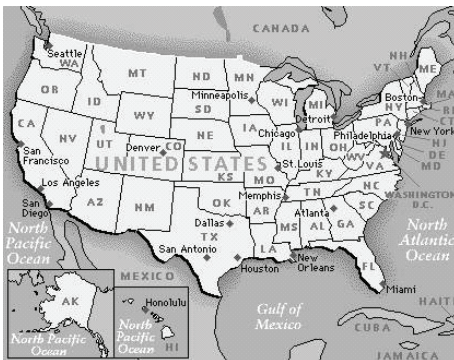 CANADA
Seattle
WA
MT
ND
MN
NH
VT
ME
OR
ID
Minneapolis
WI
MI
Boston
MA
SD
NY
RI
WY
Detroit
CT
CA
NV
IA
Chicago
PA
Philadelphia
New York
UT
NE
Denver
CO
IL
IN
OH
NJ
DE
MD
San
Francisco
UNITED STATES
WV
VA
KS
St. Louis
KY
MO
Los Angeles
Memphis
TN
NC
WASHINGTON
D.C.
OK
AR
San
Diego
AZ
NM
Atlanta
SC
Dallas
MS
AL
GA
North
Pacific
Ocean
TX
North
Atlantic
Ocean
San Antonio
LA
New
Orleans
Houston
FL
MEXICO
Miami
AK
Honolulu
Gulf of
Mexico
HAITI
North Pacific
Ocean
North
Pacific
Ocean
HI
CUBA
JAMAICA